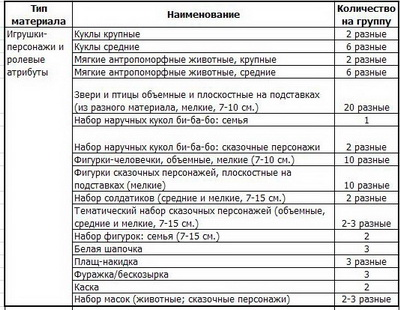 Тип материала	Наименование	Количество на группу
Игрушки-персонажи и ролевые атрибуты	Куклы крупные	2 разные
Куклы средние	6 разные
Мягкие антропоморфные животные, крупные	2 разные
Мягкие антропоморфные животные, средние	6 разные
Звери и птицы объемные и плоскостные на подставках
(из разного материала, мелкие, 7-10 см.)	20 разные
Набор наручных кукол би-ба-бо: семья	1
Набор наручных кукол би-ба-бо: сказочные персонажи	2 разные
Фигурки-человечки, объемные, мелкие (7-10 см.)	10 разные
Фигурки сказочных персонажей, плоскостные на
подставках (мелкие)	10 разные
Набор солдатиков (средние и мелкие, 7-15 см.)	2 разные
Тематический набор сказочных персонажей (объемные,
средние и мелкие, 7-15 см.)	2-3 разные
Набор фигурок: семья (7-15 см.)	2
Белая шапочка	3
Плащ-накидка	3 разные
Фуражка/бескозырка	3
Каска	2
Набор масок (животные; сказочные персонажи)	2-3 разные